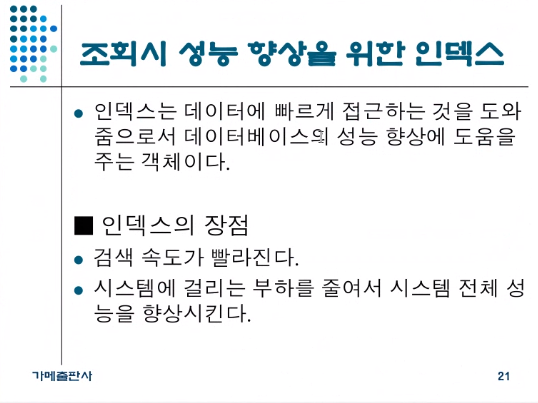 조회시 성능 향상을 위한 인덱스
● 인덱스는 데이터에 빠르게 접근하는 것을 도와
줌으로서 데이터베이스의 성능 향상에 도움을
주는 객체이다.
■ 인덱스의 장점
● 검색 속도가 빨라진다.
● 시스템에 걸리는 부하를 줄여서 시스템 전체 성
능을 향상시킨다.
가메출판사
21